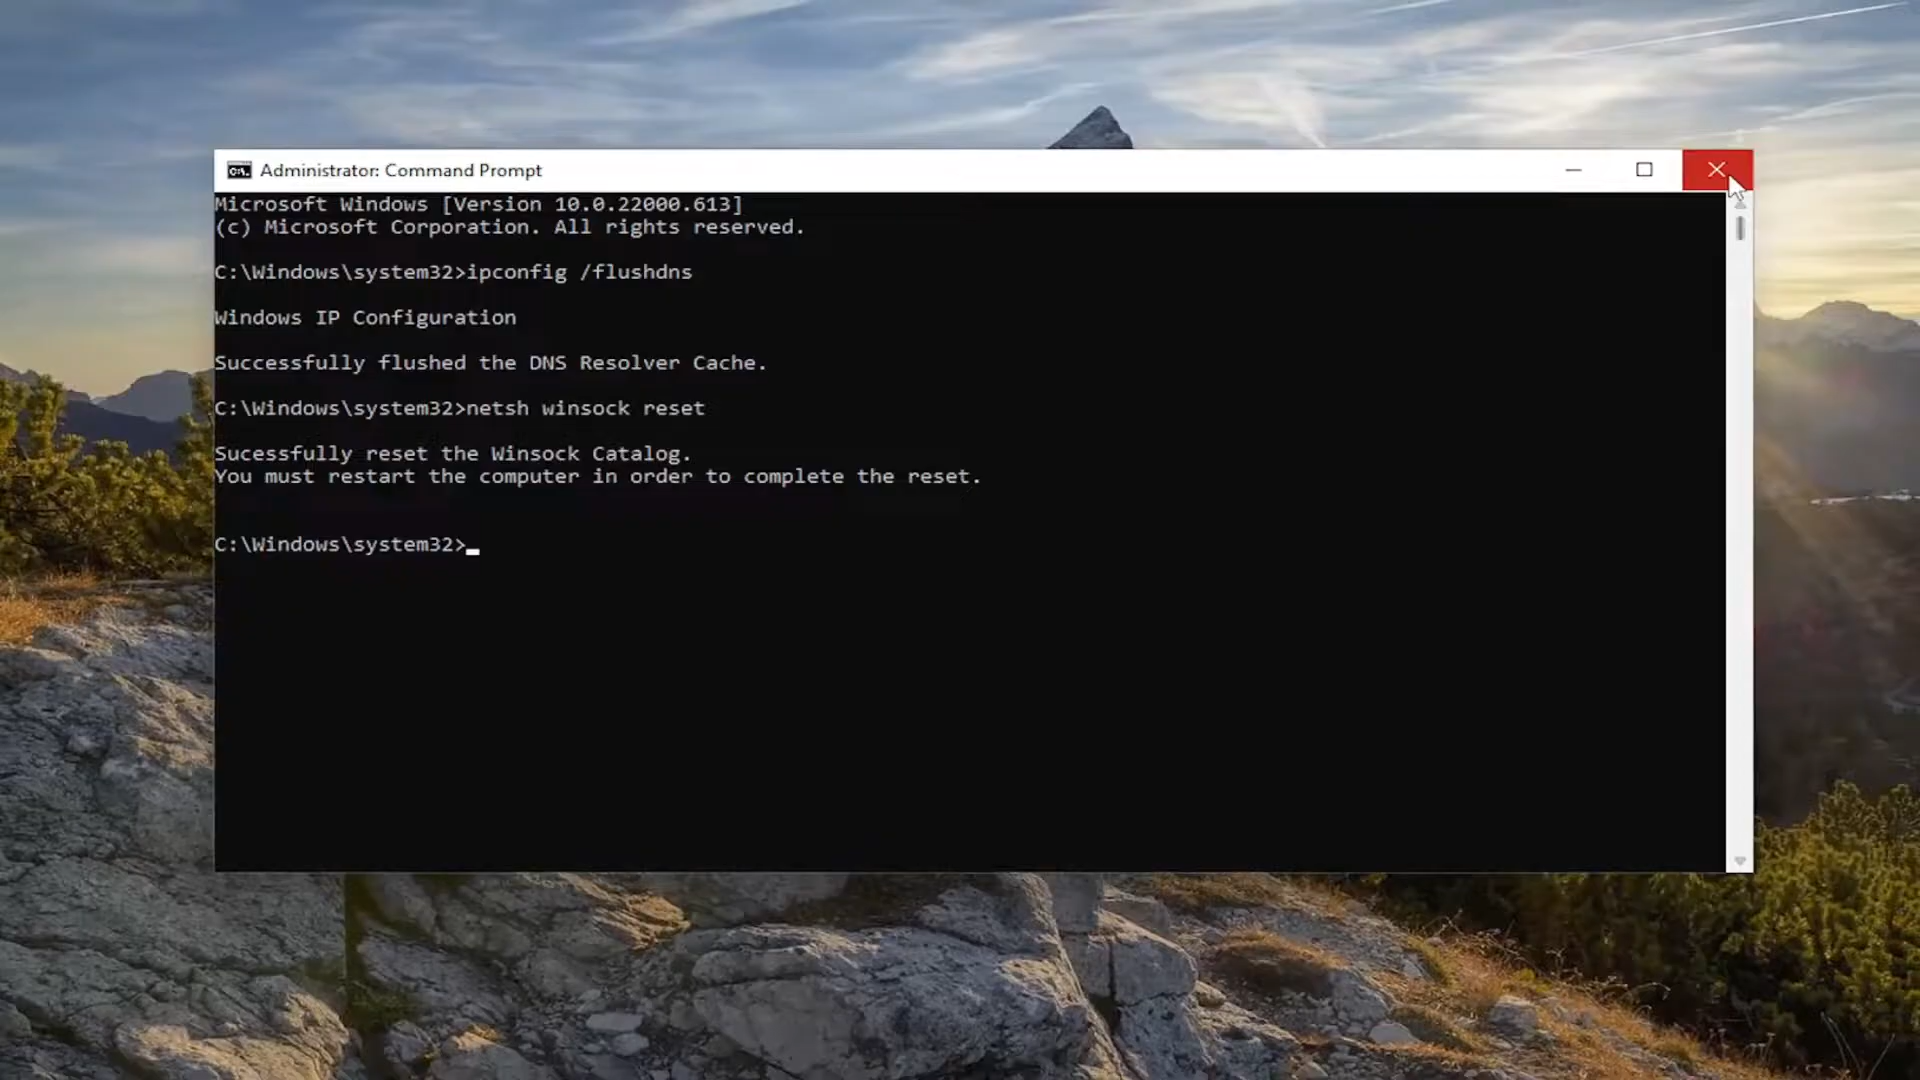 Administrator: Command Prompt
Microsoft Windows [Version 10.0.22000.613]
(c) Microsoft Corporation. All rights reserved.
C:\Windows\system32>ipconfig /flushdns
Windows IP Configuration
Successfully flushed the DNS Resolver Cache.
C:\Windows\system32>netsh winsock reset
Sucessfully reset the Winsock Catalog.
You must restart the computer in order to complete the reset.
C:\Windows\system32>